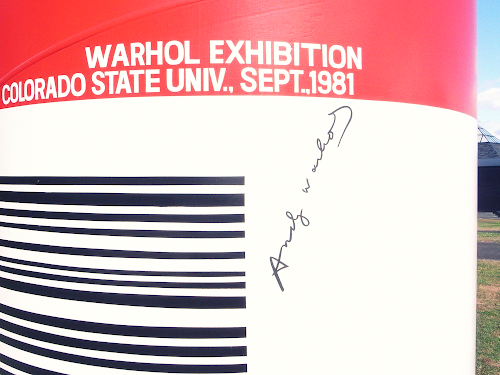 WARHOL EXHIBITION
COLORADO STATE UNIV., SEPT.,1981
Andy Warhol